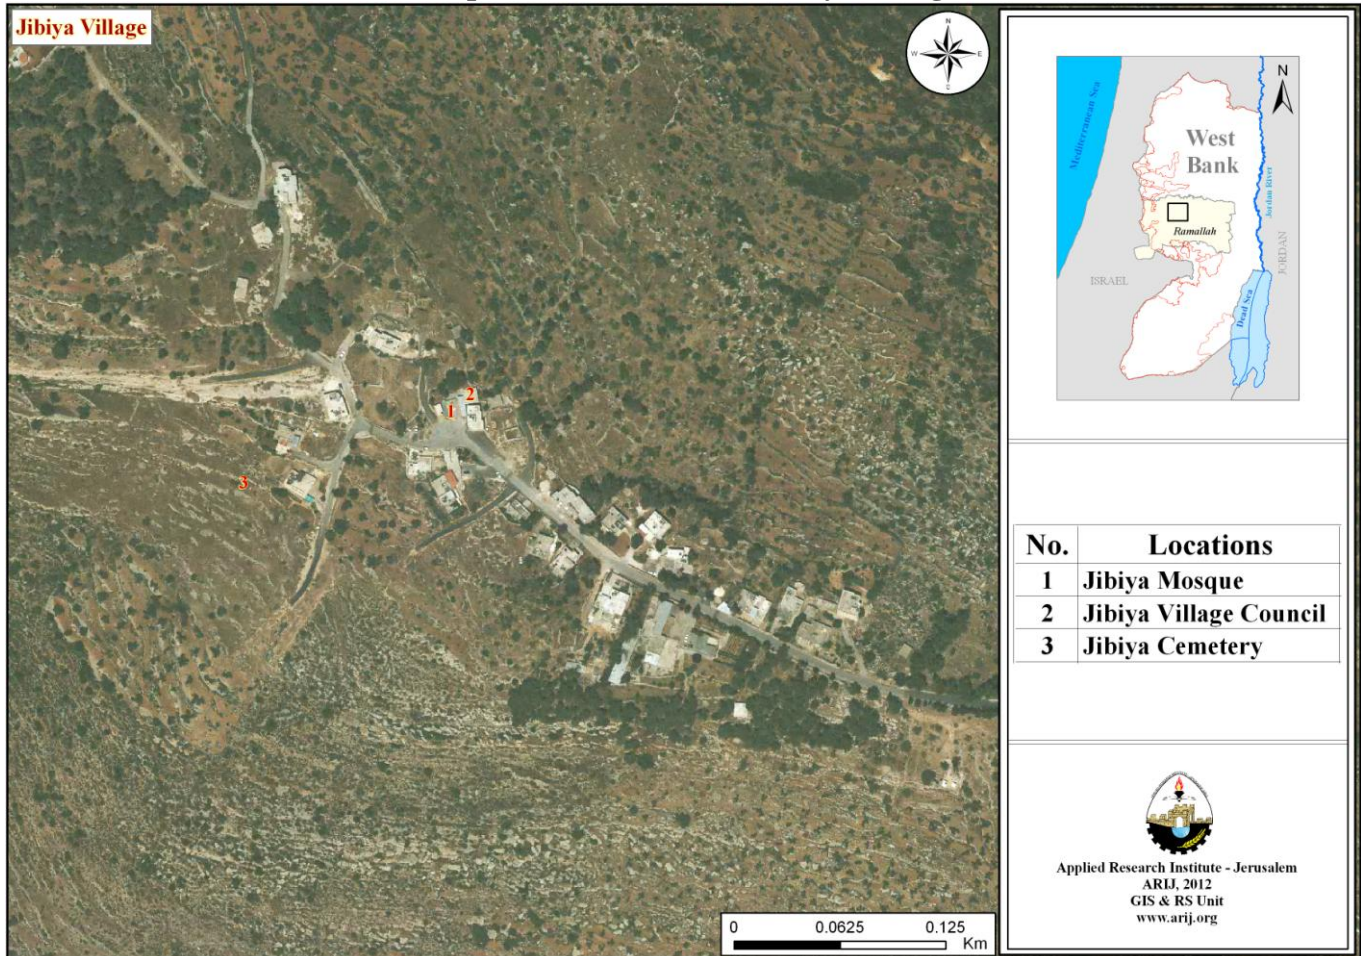 Jibiya Village
N
W
E
S
1
2
3
0 0.0625 0.125
Km
N
Mediterranean Sea
West
Bank
Jordan River
Ramallah
ISRAEL
JORDAN
Dead Sea
No. Locations
1 Jibiya Mosque
2 Jibiya Village Council
3 Jibiya Cemetery
Applied Research Institute - Jerusalem
ARIJ, 2012
GIS & RS Unit
www.arij.org